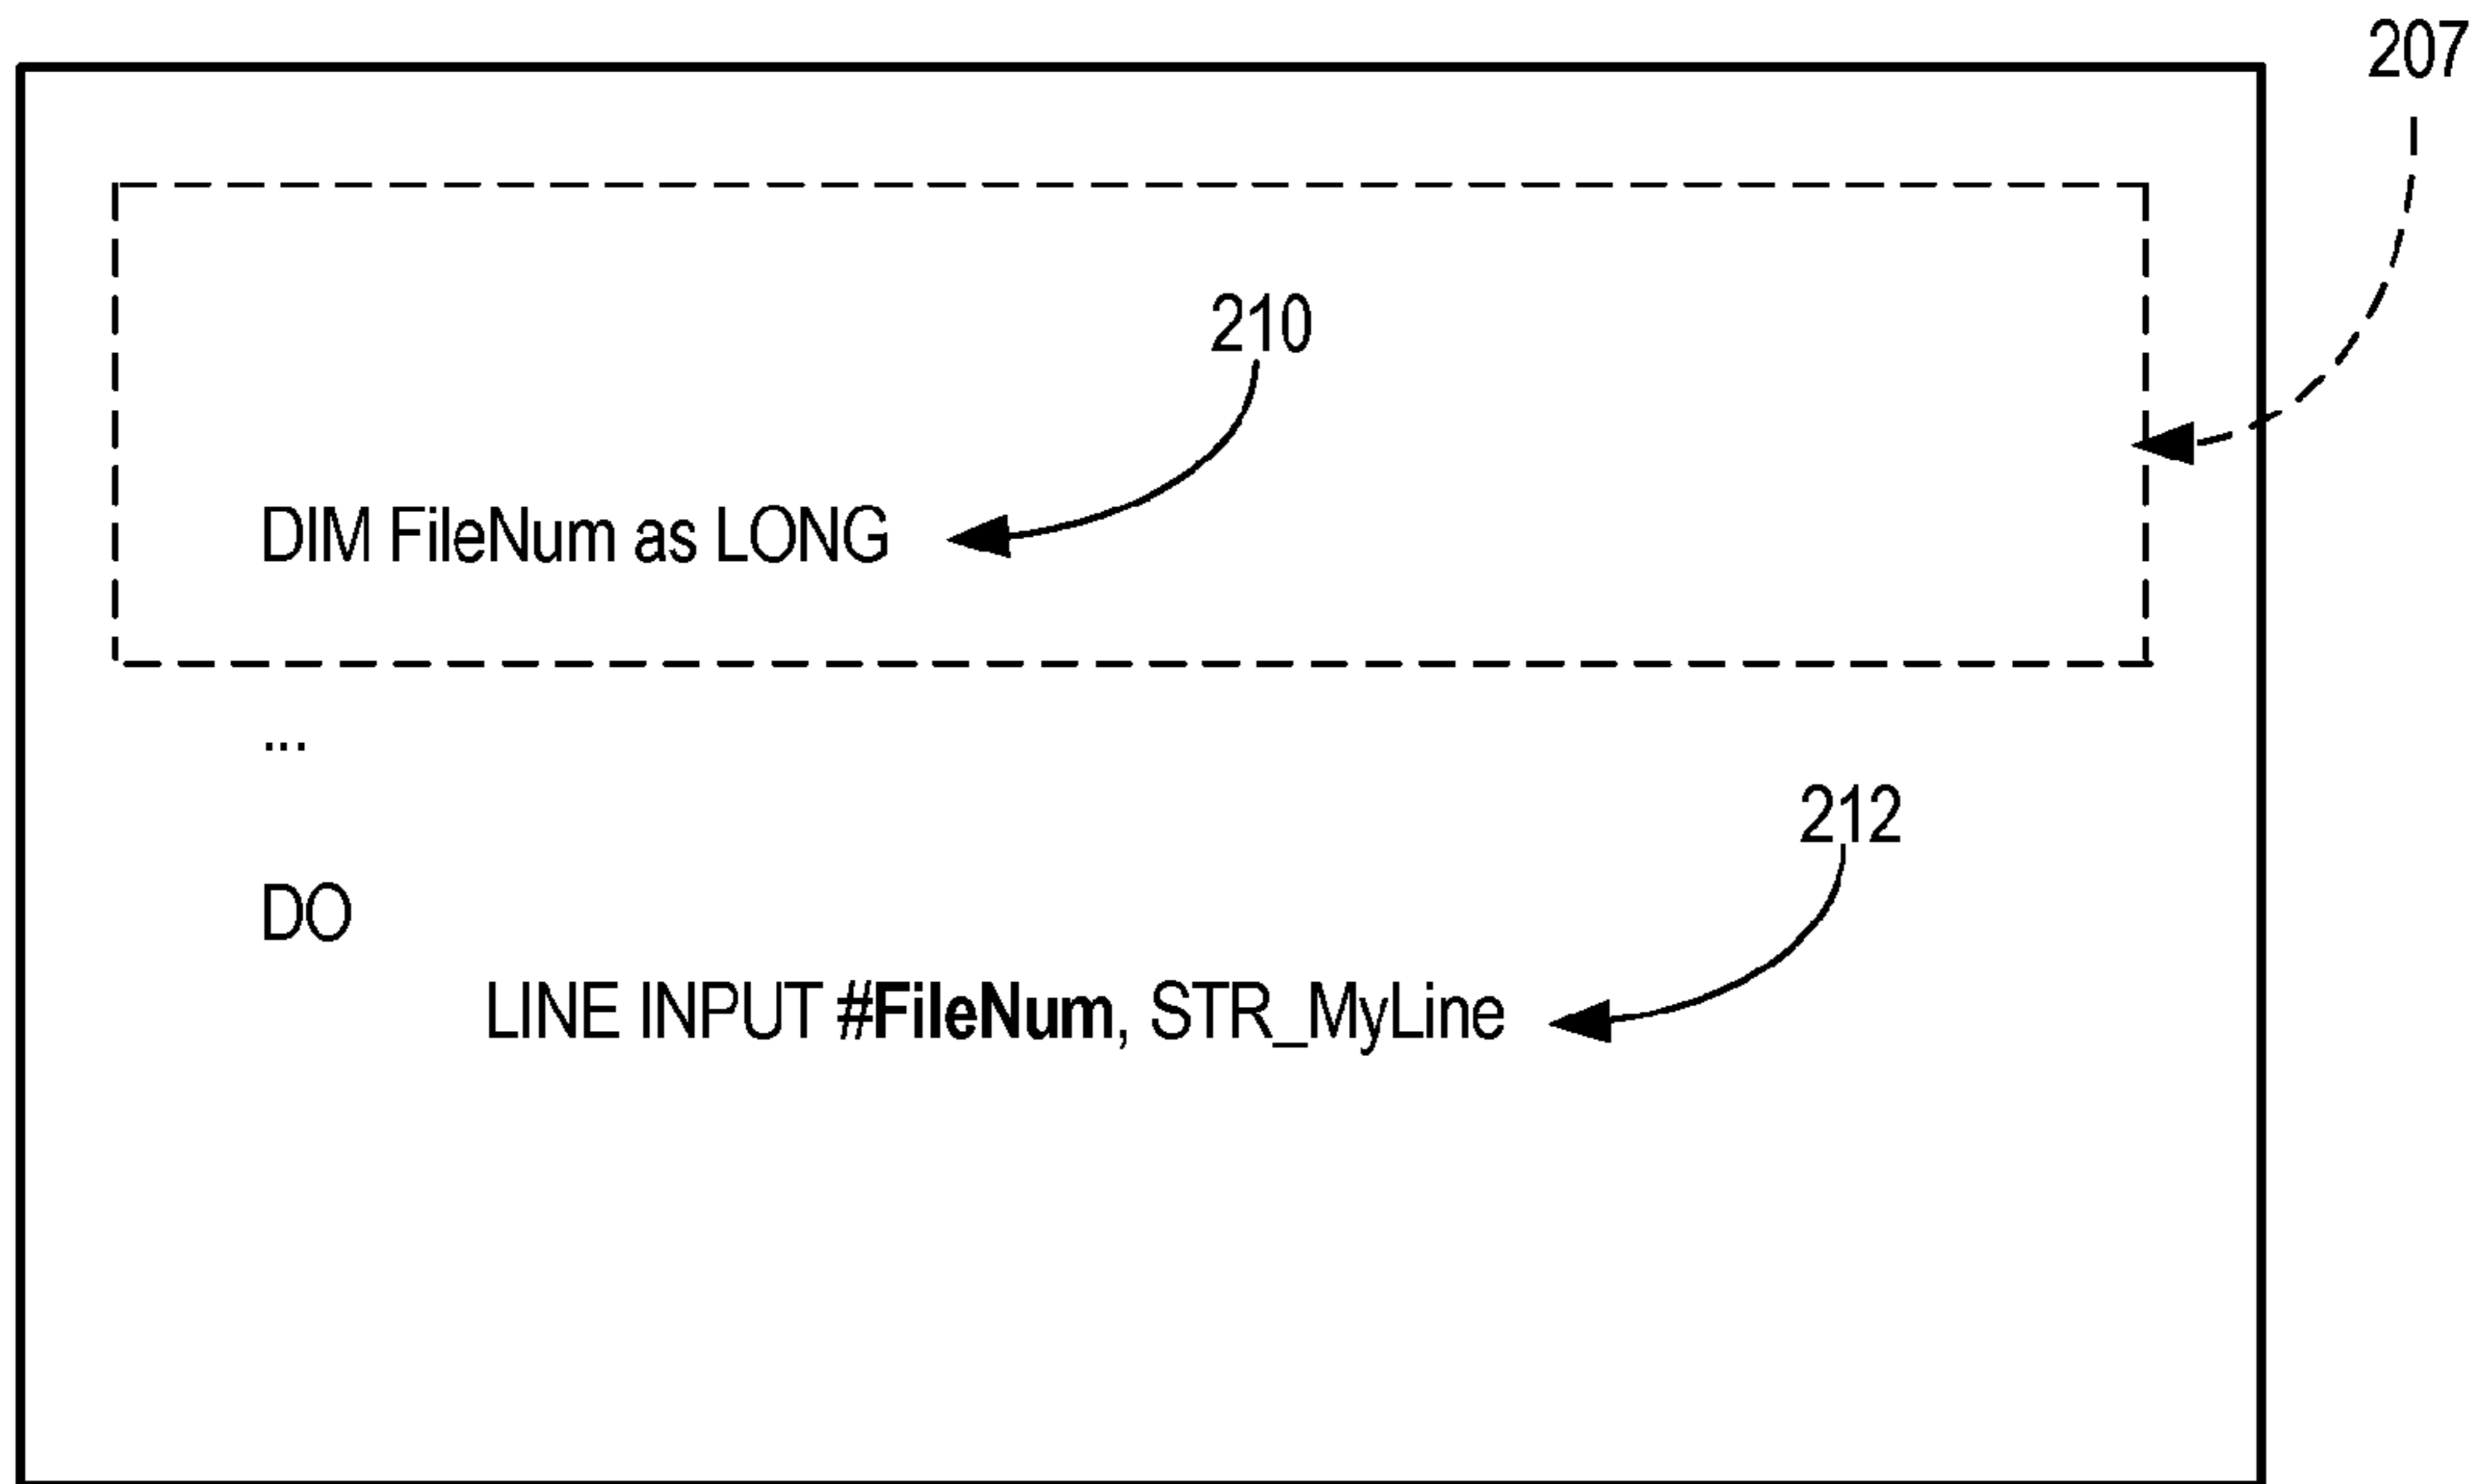 207
210
DIM FileNum as LONG
...
212
DO
LINE INPUT #FileNum, STR_MyLine